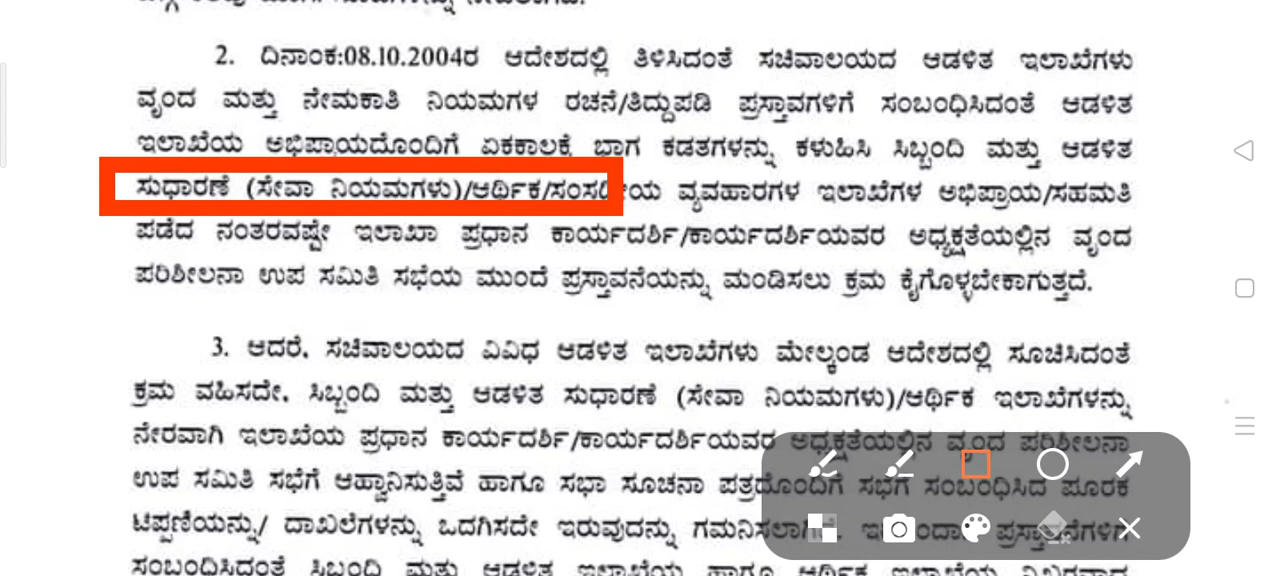 2. ದಿನಾಂಕ:08.10.2004ರ ಆದೇಶದಲ್ಲಿ ತಿಳಿಸಿದಂತೆ ಸಚಿವಾಲಯದ ಆಡಳಿತ ಇಲಾಖೆಗಳು
ವೃಂದ ಮತ್ತು ನೇಮಕಾತಿ ನಿಯಮಗಳ ರಚನೆ/ತಿದ್ದುಪಡಿ ಪ್ರಸ್ತಾವಗಳಿಗೆ ಸಂಬಂಧಿಸಿದಂತೆ ಆಡಳಿತ
ಇಲಾಖೆಯ ಅಭಿಪ್ರಾಯದೊಂದಿಗೆ ಏಕಕಾಲಕ್ಕೆ ಭಾಗ ಕಡತಗಳನ್ನು ಕಳುಹಿಸಿ ಸಿಬ್ಬಂದಿ ಮತ್ತು ಆಡಳಿತ
ಸುಧಾರಣೆ (ಸೇವಾ ನಿಯಮಗಳು)/ಆರ್ಥಿಕ/ಸಂಸದೀಯ ವ್ಯವಹಾರಗಳ ಇಲಾಖೆಗಳ ಅಭಿಪ್ರಾಯ/ಸಹಮತಿ
ಪಡೆದ ನಂತರವಷ್ಟೇ ಇಲಾಖಾ ಪ್ರಧಾನ ಕಾರ್ಯದರ್ಶಿ/ಕಾರ್ಯದರ್ಶಿಯವರ ಅಧ್ಯಕ್ಷತೆಯಲ್ಲಿನ ವೃಂದ
ಪರಿಶೀಲನಾ ಉಪ ಸಮಿತಿ ಸಭೆಯ ಮುಂದೆ ಪ್ರಸ್ತಾವನೆಯನ್ನು ಮಂಡಿಸಲು ಕ್ರಮ ಕೈಗೊಳ್ಳಬೇಕಾಗುತ್ತದೆ.
3. ಆದರೆ, ಸಚಿವಾಲಯದ ವಿವಿಧ ಆಡಳಿತ ಇಲಾಖೆಗಳು ಮೇಲ್ಕಂಡ ಆದೇಶದಲ್ಲಿ ಸೂಚಿಸಿದಂತೆ
ಕ್ರಮ ವಹಿಸದೇ, ಸಿಬ್ಬಂದಿ ಮತ್ತು ಆಡಳಿತ ಸುಧಾರಣೆ (ಸೇವಾ ನಿಯಮಗಳು)/ಆರ್ಥಿಕ ಇಲಾಖೆಗಳನ್ನು
ನೇರವಾಗಿ ಇಲಾಖೆಯ ಪ್ರಧಾನ ಕಾರ್ಯದರ್ಶಿ/ಕಾರ್ಯದರ್ಶಿಯವರ ಅಧ್ಯಕ್ಷತೆಯಲ್ಲಿನ ವೃಂದ ಪರಿಶೀಲನಾ
ಉಪ ಸಮಿತಿ ಸಭೆಗೆ ಆಹ್ವಾನಿಸುತ್ತಿವೆ ಹಾಗೂ ಸಭಾ ಸೂಚನಾ ಪತ್ರದೊಂದಿಗೆ ಸಭೆಗೆ ಸಂಬಂಧಿಸಿದ ಪೂರಕ
ಟಿಪ್ಪಣಿಯನ್ನು/ ದಾಖಲೆಗಳನ್ನು ಒದಗಿಸದೇ ಇರುವುದನ್ನು ಗಮನಿಸಲಾಗಿದೆ. ಪ್ರಸ್ತಾವನೆಗಳಿಗೆ
ಸಂಬಂಧಿಸಿದಂತೆ ಸಿಬ್ಬಂದಿ ಮತ್ತು ಆಡಳಿತ ಇಲಾಖೆಯ ಹಾಗೂ ಆರ್ಥಿಕ ಇಲಾಖೆಯ